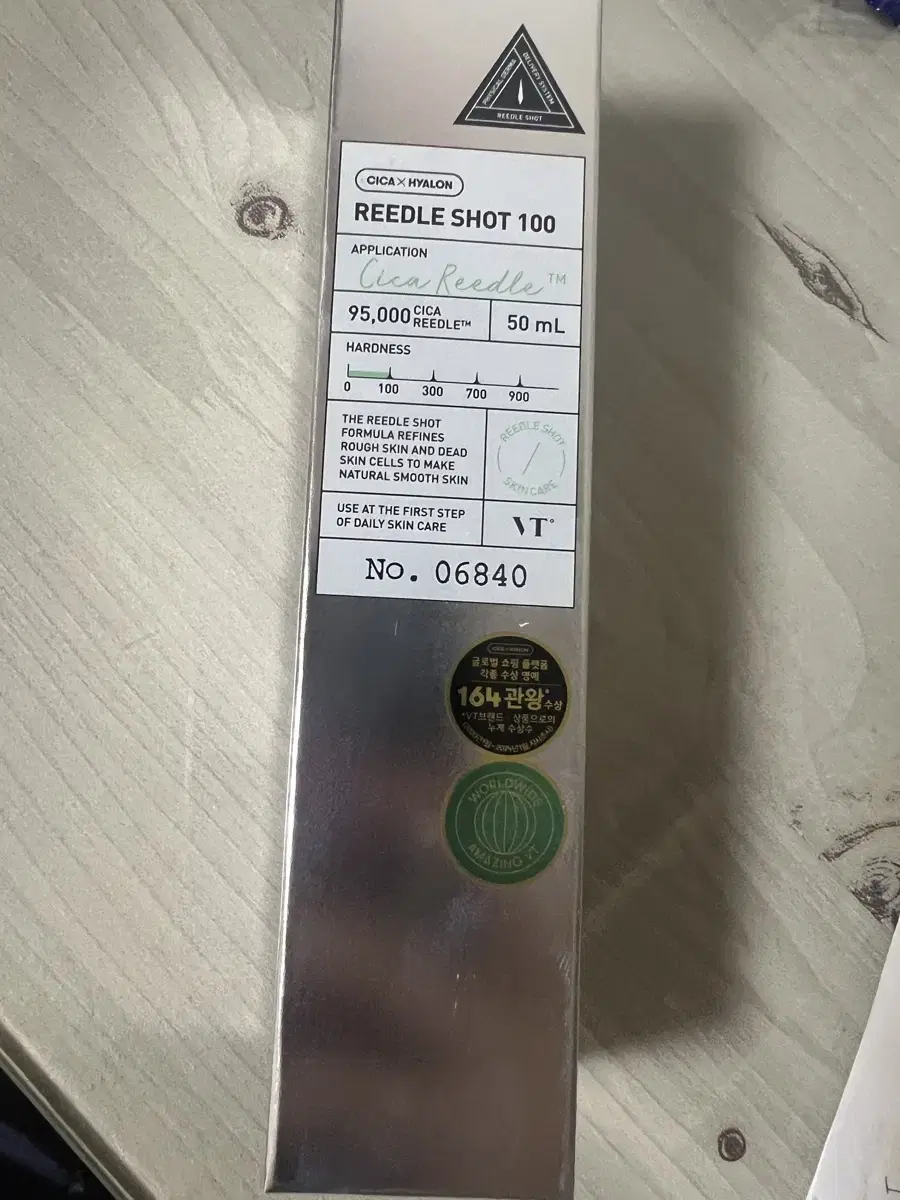 PHYSICAL DERMA
DELIVERY SYSTEM
REEDLE SHOT
CICA X HYALON
REEDLE SHOT 100
APPLICATION
Cica Reedle™
95,000 CICA REEDLE™
50 mL
HARDNESS
0 100 300 700 900
THE REEDLE SHOT
FORMULA REFINES
ROUGH SKIN AND DEAD
SKIN CELLS TO MAKE
NATURAL SMOOTH SKIN
REEDLE SHOT
SKIN CARE
USE AT THE FIRST STEP
OF DAILY SKIN CARE
VT°
No. 06840
CICA X HYALON
글로벌 쇼핑 플랫폼
각종 수상 명예
164관왕*수상
*VT브랜드 상품으로의
누계 수상수
WORLDWIDE
AMAZING VT